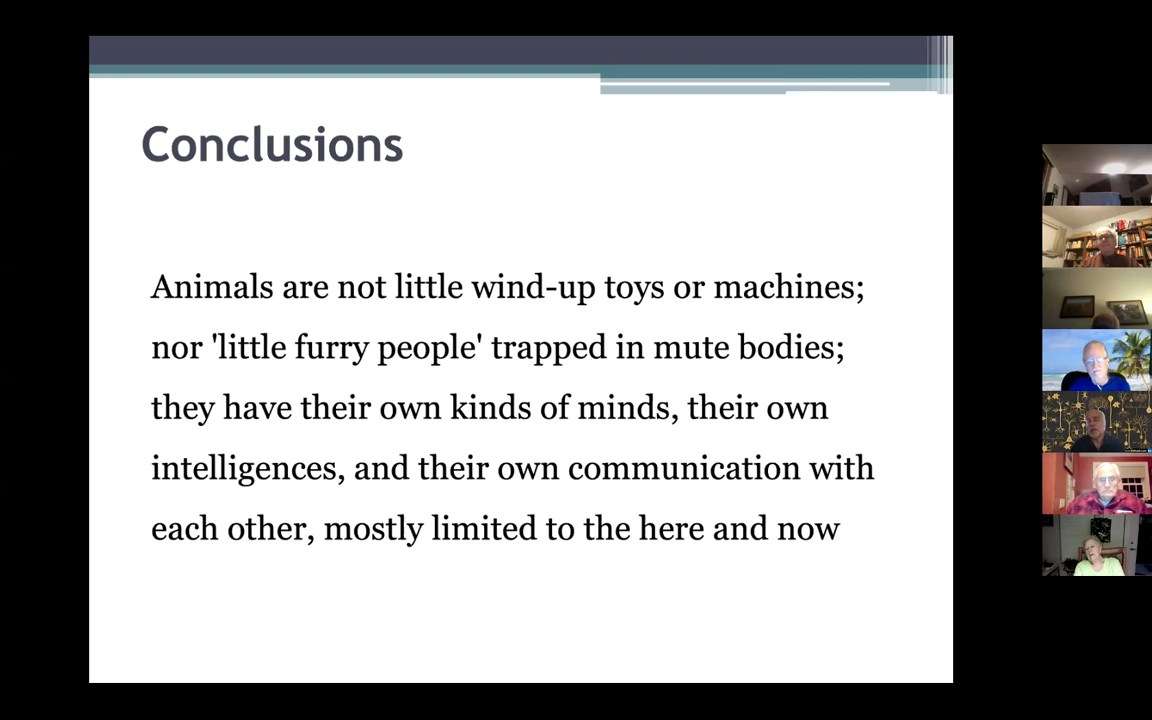 Conclusions
Animals are not little wind-up toys or machines;
nor 'little furry people' trapped in mute bodies;
they have their own kinds of minds, their own
intelligences, and their own communication with
each other, mostly limited to the here and now